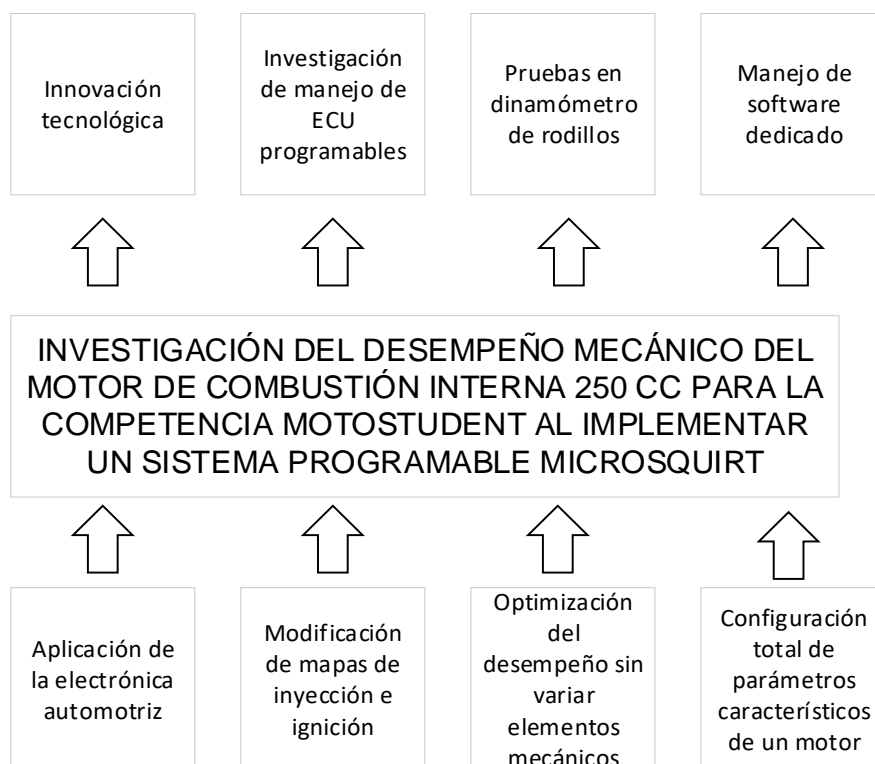 Innovación
tecnológica
Investigación
de manejo de
ECU
programables
Pruebas en
dinamómetro
de rodillos
Manejo de
software
dedicado
INVESTIGACIÓN DEL DESEMPEÑO MECÁNICO DEL
MOTOR DE COMBUSTIÓN INTERNA 250 CC PARA LA
COMPETENCIA MOTOSTUDENT AL IMPLEMENTAR
UN SISTEMA PROGRAMABLE MICROSQUIRT
Aplicación de
la electrónica
automotriz
Modificación
de mapas de
inyección e
ignición
Optimización
del
desempeño sin
variar
elementos
mecánicos
Configuración
total de
parámetros
característicos
de un motor